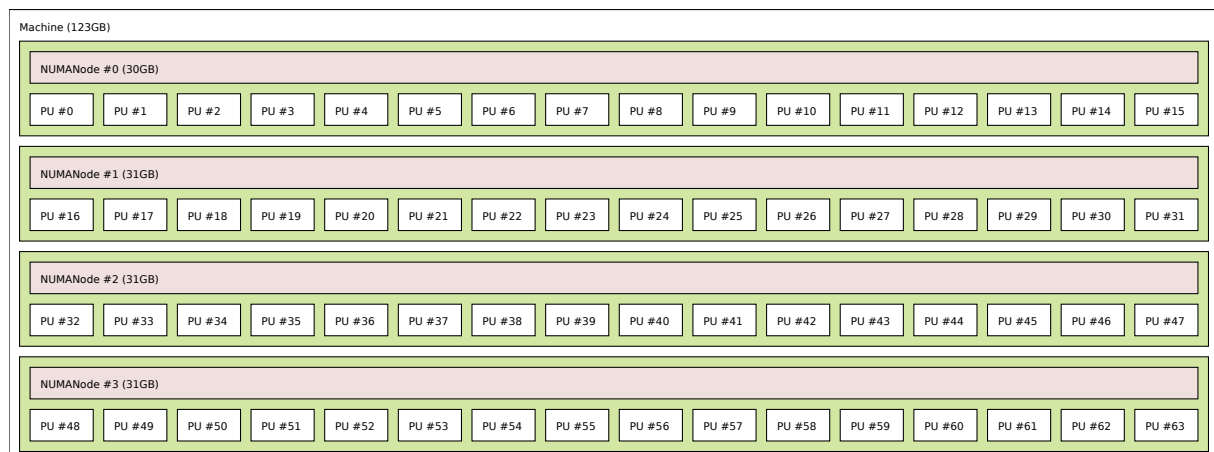 Machine (123GB)
NUMANode #0 (30GB)
PU #0 PU #1 PU #2 PU #3 PU #4 PU #5 PU #6 PU #7 PU #8 PU #9 PU #10 PU #11 PU #12 PU #13 PU #14 PU #15
NUMANode #1 (31GB)
PU #16 PU #17 PU #18 PU #19 PU #20 PU #21 PU #22 PU #23 PU #24 PU #25 PU #26 PU #27 PU #28 PU #29 PU #30 PU #31
NUMANode #2 (31GB)
PU #32 PU #33 PU #34 PU #35 PU #36 PU #37 PU #38 PU #39 PU #40 PU #41 PU #42 PU #43 PU #44 PU #45 PU #46 PU #47
NUMANode #3 (31GB)
PU #48 PU #49 PU #50 PU #51 PU #52 PU #53 PU #54 PU #55 PU #56 PU #57 PU #58 PU #59 PU #60 PU #61 PU #62 PU #63